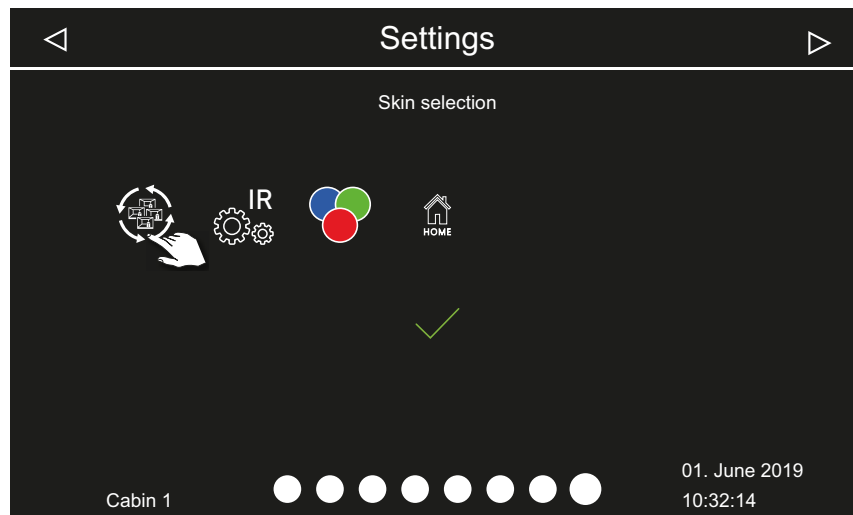 Settings
Skin selection
IR
HOME
Cabin 1
01. June 2019
10:32:14